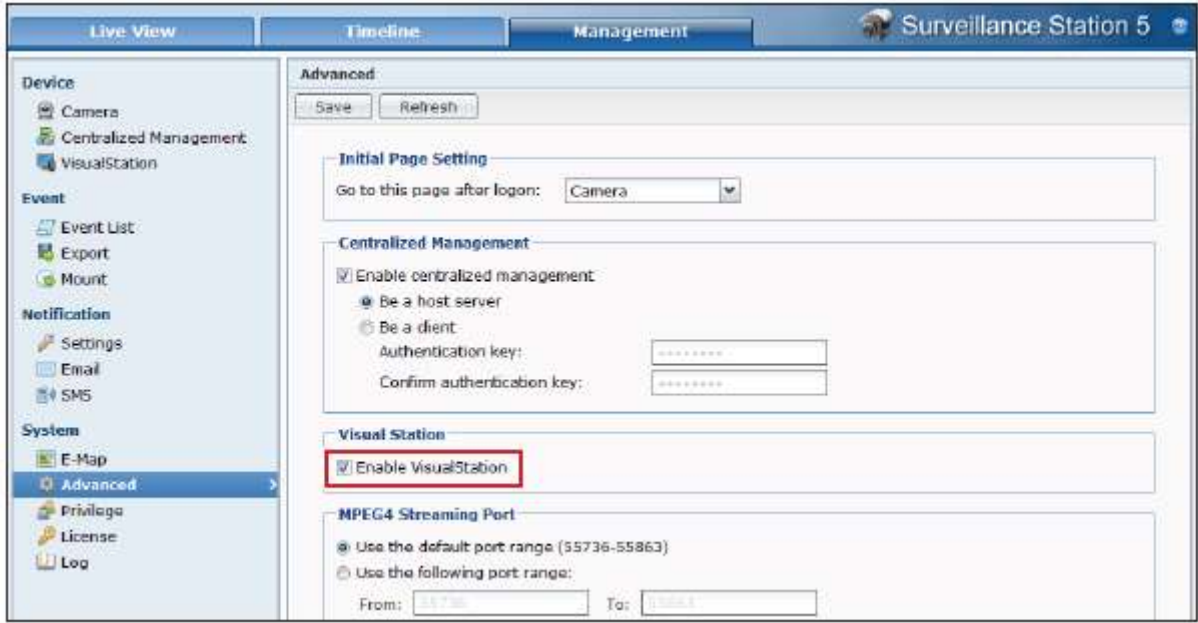 Live View
Timeline
Management
Surveillance Station 5
Device
Camera
Centralized Management
VisualStation
Event
Event List
Export
Mount
Notification
Settings
Email
SMS
System
E-Map
Advanced
Privilege
License
Log
Advanced
Save
Refresh
Initial Page Setting
Go to this page after logon:
Camera
Centralized Management
Enable centralized management
Be a host server
Be a client
Authentication key:
Confirm authentication key:
Visual Station
Enable VisualStation
MPEG4 Streaming Port
Use the default port range (55736-55863)
Use the following port range:
From: 55736 To: 55863